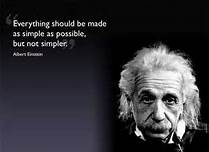 “Everything should be made
as simple as possible,
but not simpler.”
Albert Einstein